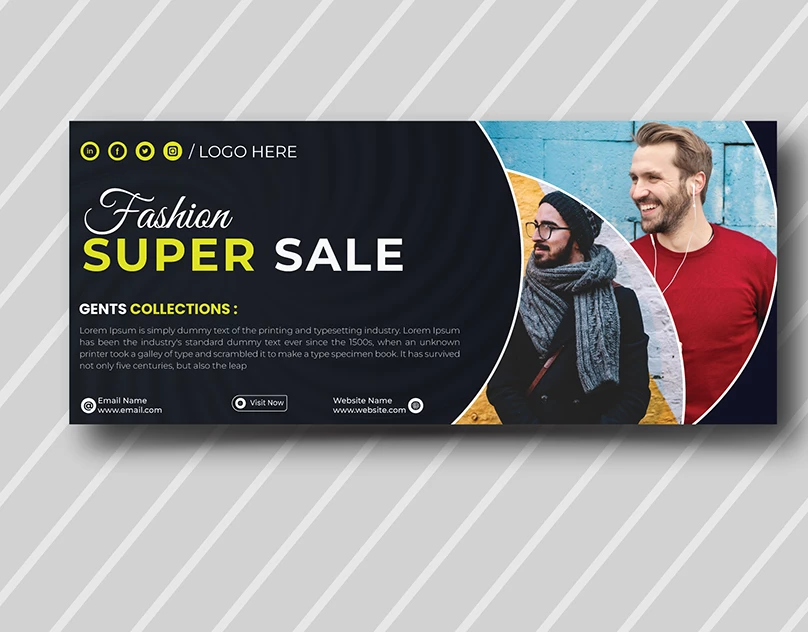 / LOGO HERE
Fashion
SUPER SALE
GENTS COLLECTIONS :
Lorem Ipsum is simply dummy text of the printing and typesetting industry. Lorem Ipsum
has been the industry's standard dummy text ever since the 1500s, when an unknown
printer took a galley of type and scrambled it to make a type specimen book. It has survived
not only five centuries, but also the leap
@ Email Name
www.email.com
Visit Now
Website Name
www.website.com